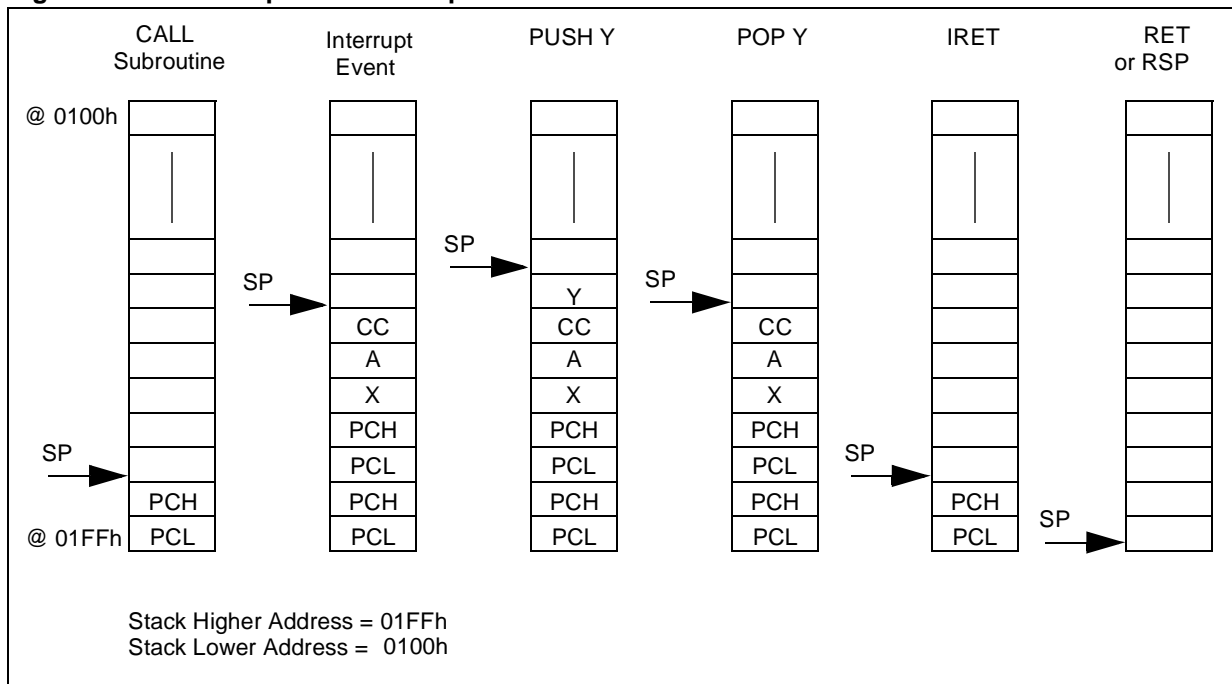 CALL
Subroutine
Interrupt
Event
PUSH Y
POP Y
IRET
RET
or RSP
@ 0100h
SP
SP
SP
Y
CC
CC
CC
A
A
A
X
X
X
PCH
PCH
PCH
SP
SP
PCL
PCL
PCL
PCH
PCH
PCH
PCH
PCH
SP
@ 01FFh
PCL
PCL
PCL
PCL
PCL
Stack Higher Address = 01FFh
Stack Lower Address = 0100h